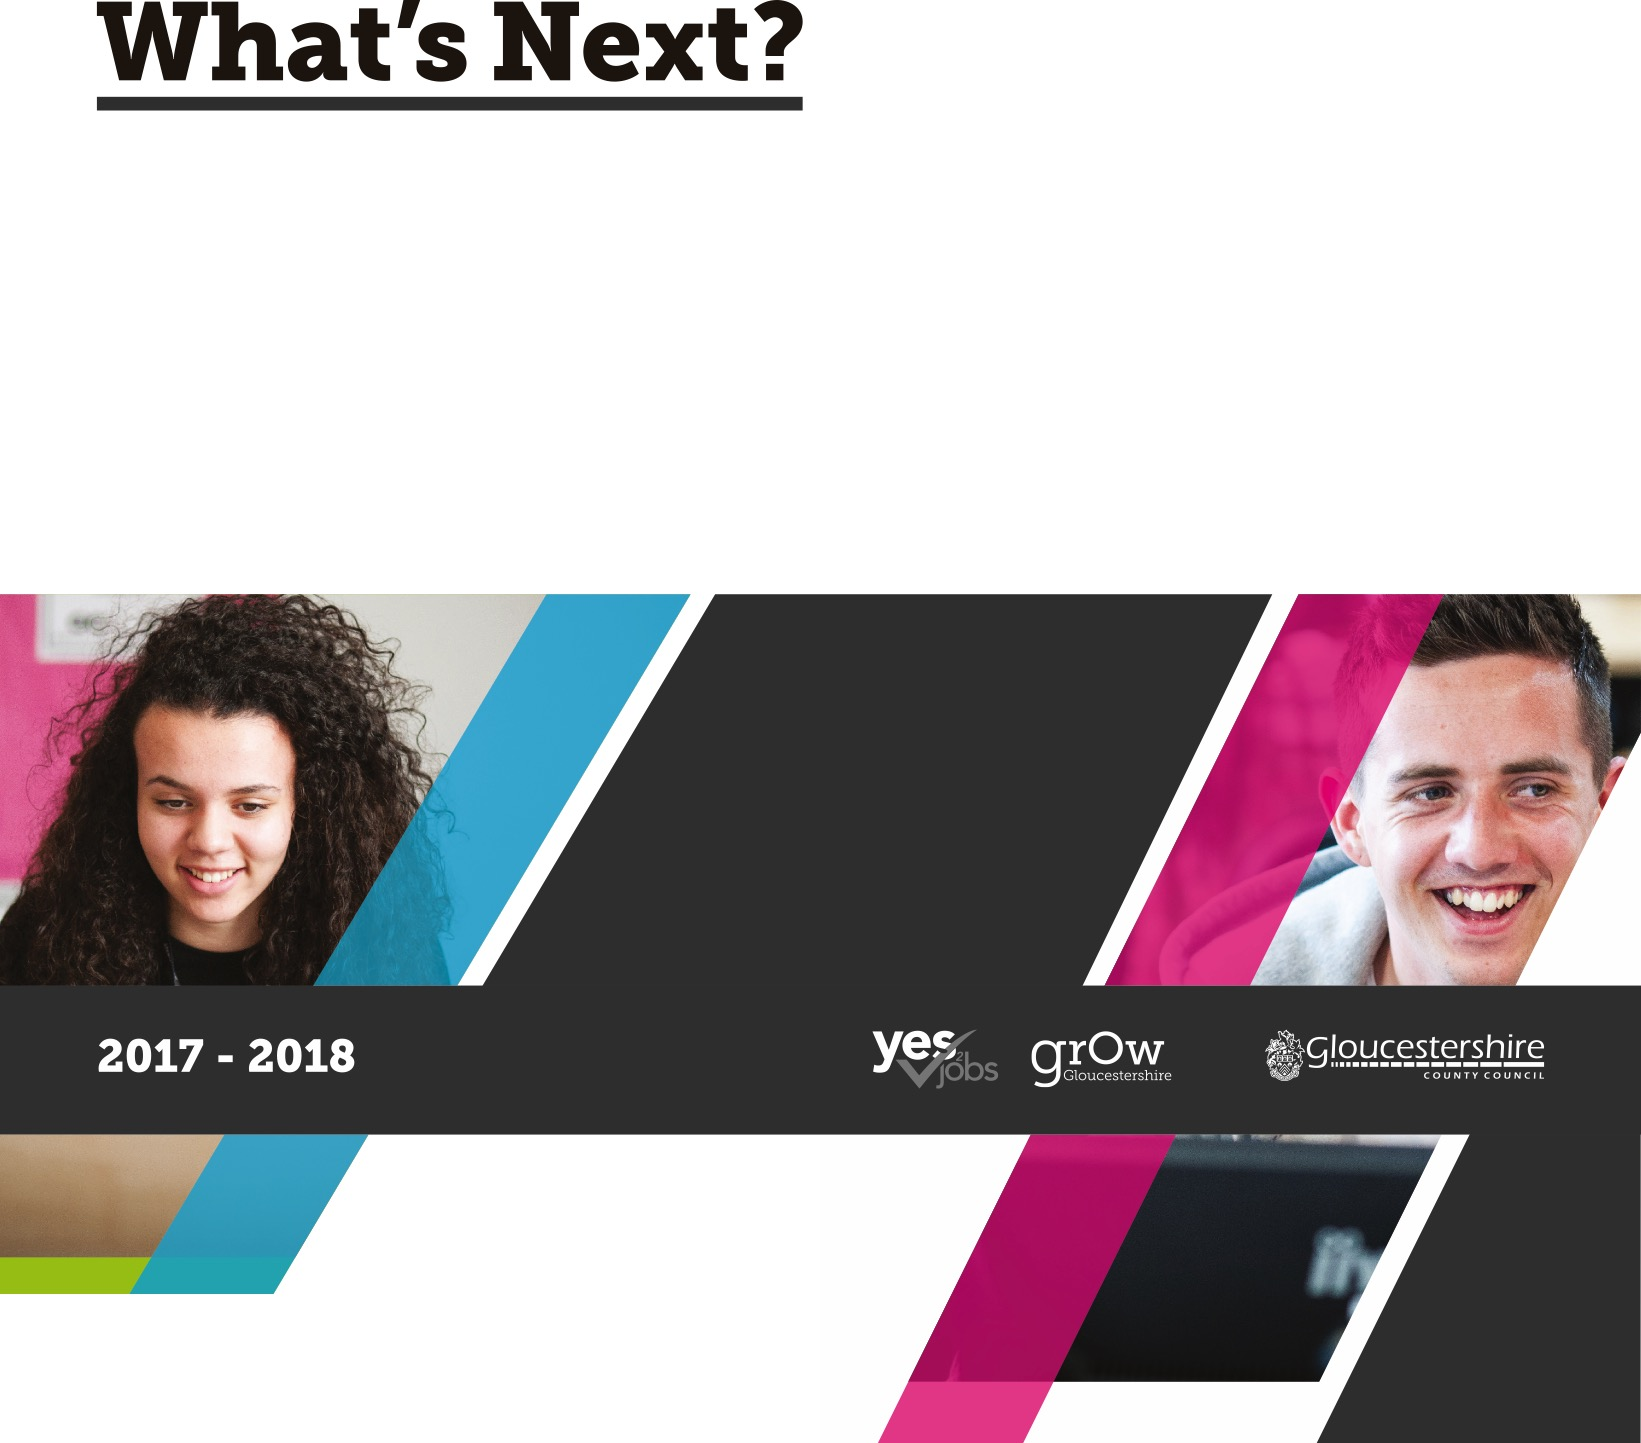 What's Next?
2017 - 2018
yes
2
jobs
grOw
Gloucestershire
Gloucestershire
COUNTY COUNCIL